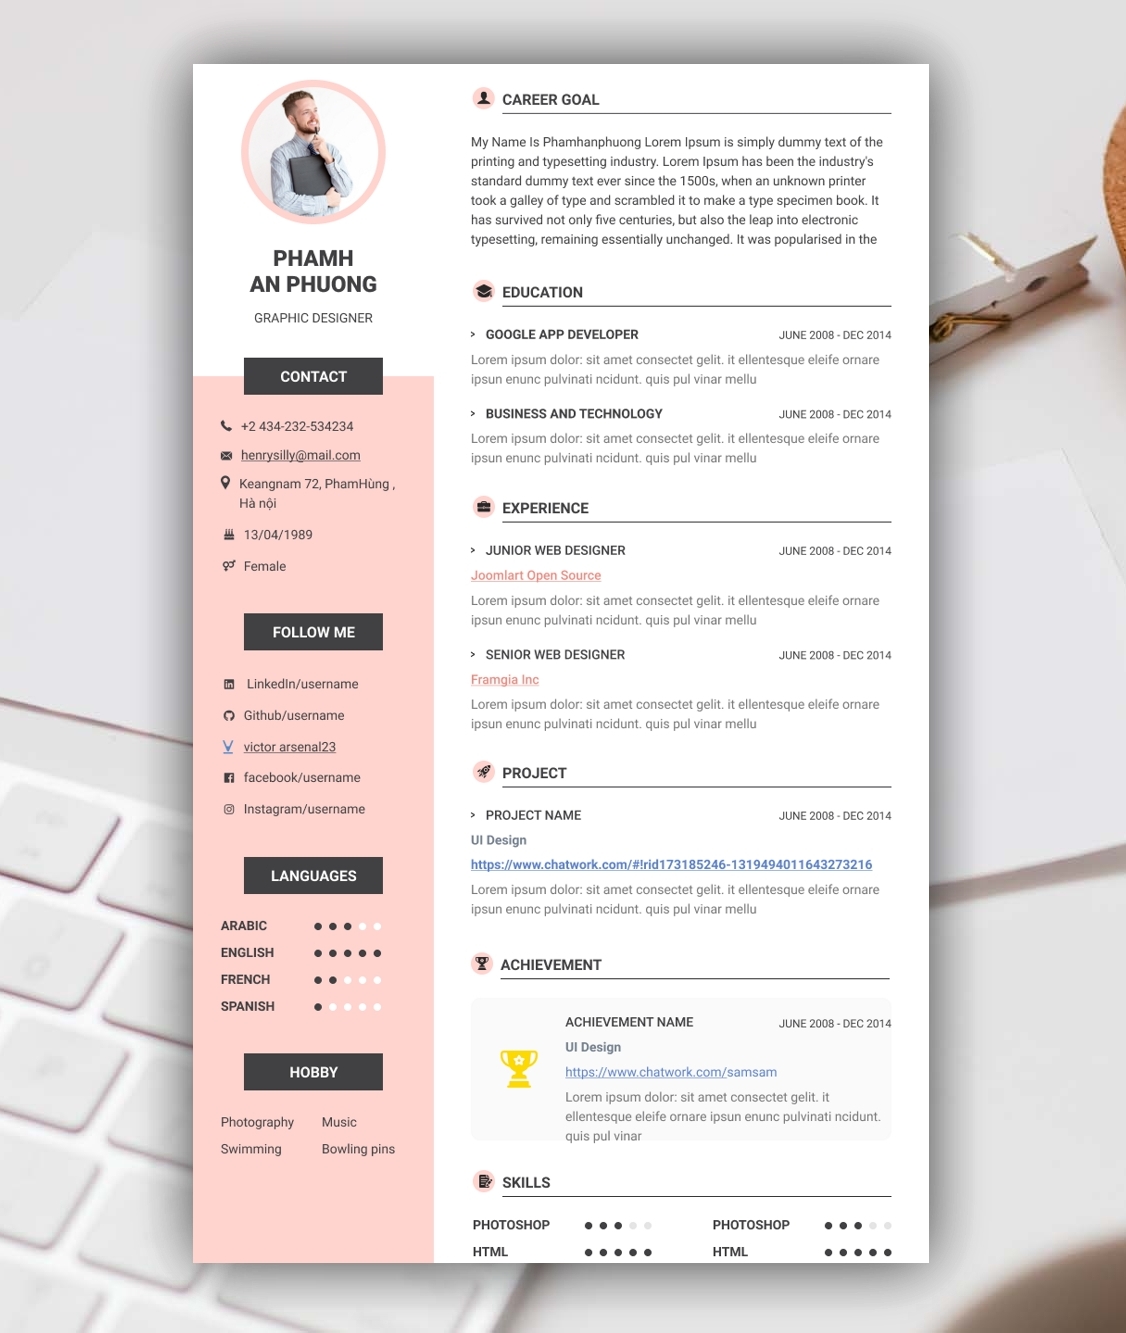 PHAMH
AN PHUONG
GRAPHIC DESIGNER
CONTACT
+2 434-232-534234
henrysilly@mail.com
Keangnam 72, PhamHùng ,
Hà nội
13/04/1989
Female
FOLLOW ME
LinkedIn/username
Github/username
victor arsenal23
facebook/username
Instagram/username
LANGUAGES
ARABIC
ENGLISH
FRENCH
SPANISH
HOBBY
Photography Music
Swimming Bowling pins
CAREER GOAL
My Name Is Phamhanphuong Lorem Ipsum is simply dummy text of the
printing and typesetting industry. Lorem Ipsum has been the industry's
standard dummy text ever since the 1500s, when an unknown printer
took a galley of type and scrambled it to make a type specimen book. It
has survived not only five centuries, but also the leap into electronic
typesetting, remaining essentially unchanged. It was popularised in the
EDUCATION
> GOOGLE APP DEVELOPER JUNE 2008 - DEC 2014
Lorem ipsum dolor: sit amet consectet gelit. it ellentesque eleife ornare
ipsun enunc pulvinati ncidunt. quis pul vinar mellu
> BUSINESS AND TECHNOLOGY JUNE 2008 - DEC 2014
Lorem ipsum dolor: sit amet consectet gelit. it ellentesque eleife ornare
ipsun enunc pulvinati ncidunt. quis pul vinar mellu
EXPERIENCE
> JUNIOR WEB DESIGNER JUNE 2008 - DEC 2014
Joomlart Open Source
Lorem ipsum dolor: sit amet consectet gelit. it ellentesque eleife ornare
ipsun enunc pulvinati ncidunt. quis pul vinar mellu
> SENIOR WEB DESIGNER JUNE 2008 - DEC 2014
Framgia Inc
Lorem ipsum dolor: sit amet consectet gelit. it ellentesque eleife ornare
ipsun enunc pulvinati ncidunt. quis pul vinar mellu
PROJECT
> PROJECT NAME JUNE 2008 - DEC 2014
UI Design
https://www.chatwork.com/#!rid173185246-1319494011643273216
Lorem ipsum dolor: sit amet consectet gelit. it ellentesque eleife ornare
ipsun enunc pulvinati ncidunt. quis pul vinar mellu
ACHIEVEMENT
ACHIEVEMENT NAME JUNE 2008 - DEC 2014
UI Design
https://www.chatwork.com/samsam
Lorem ipsum dolor: sit amet consectet gelit. it
ellentesque eleife ornare ipsun enunc pulvinati ncidunt.
quis pul vinar
SKILLS
PHOTOSHOP PHOTOSHOP
HTML HTML